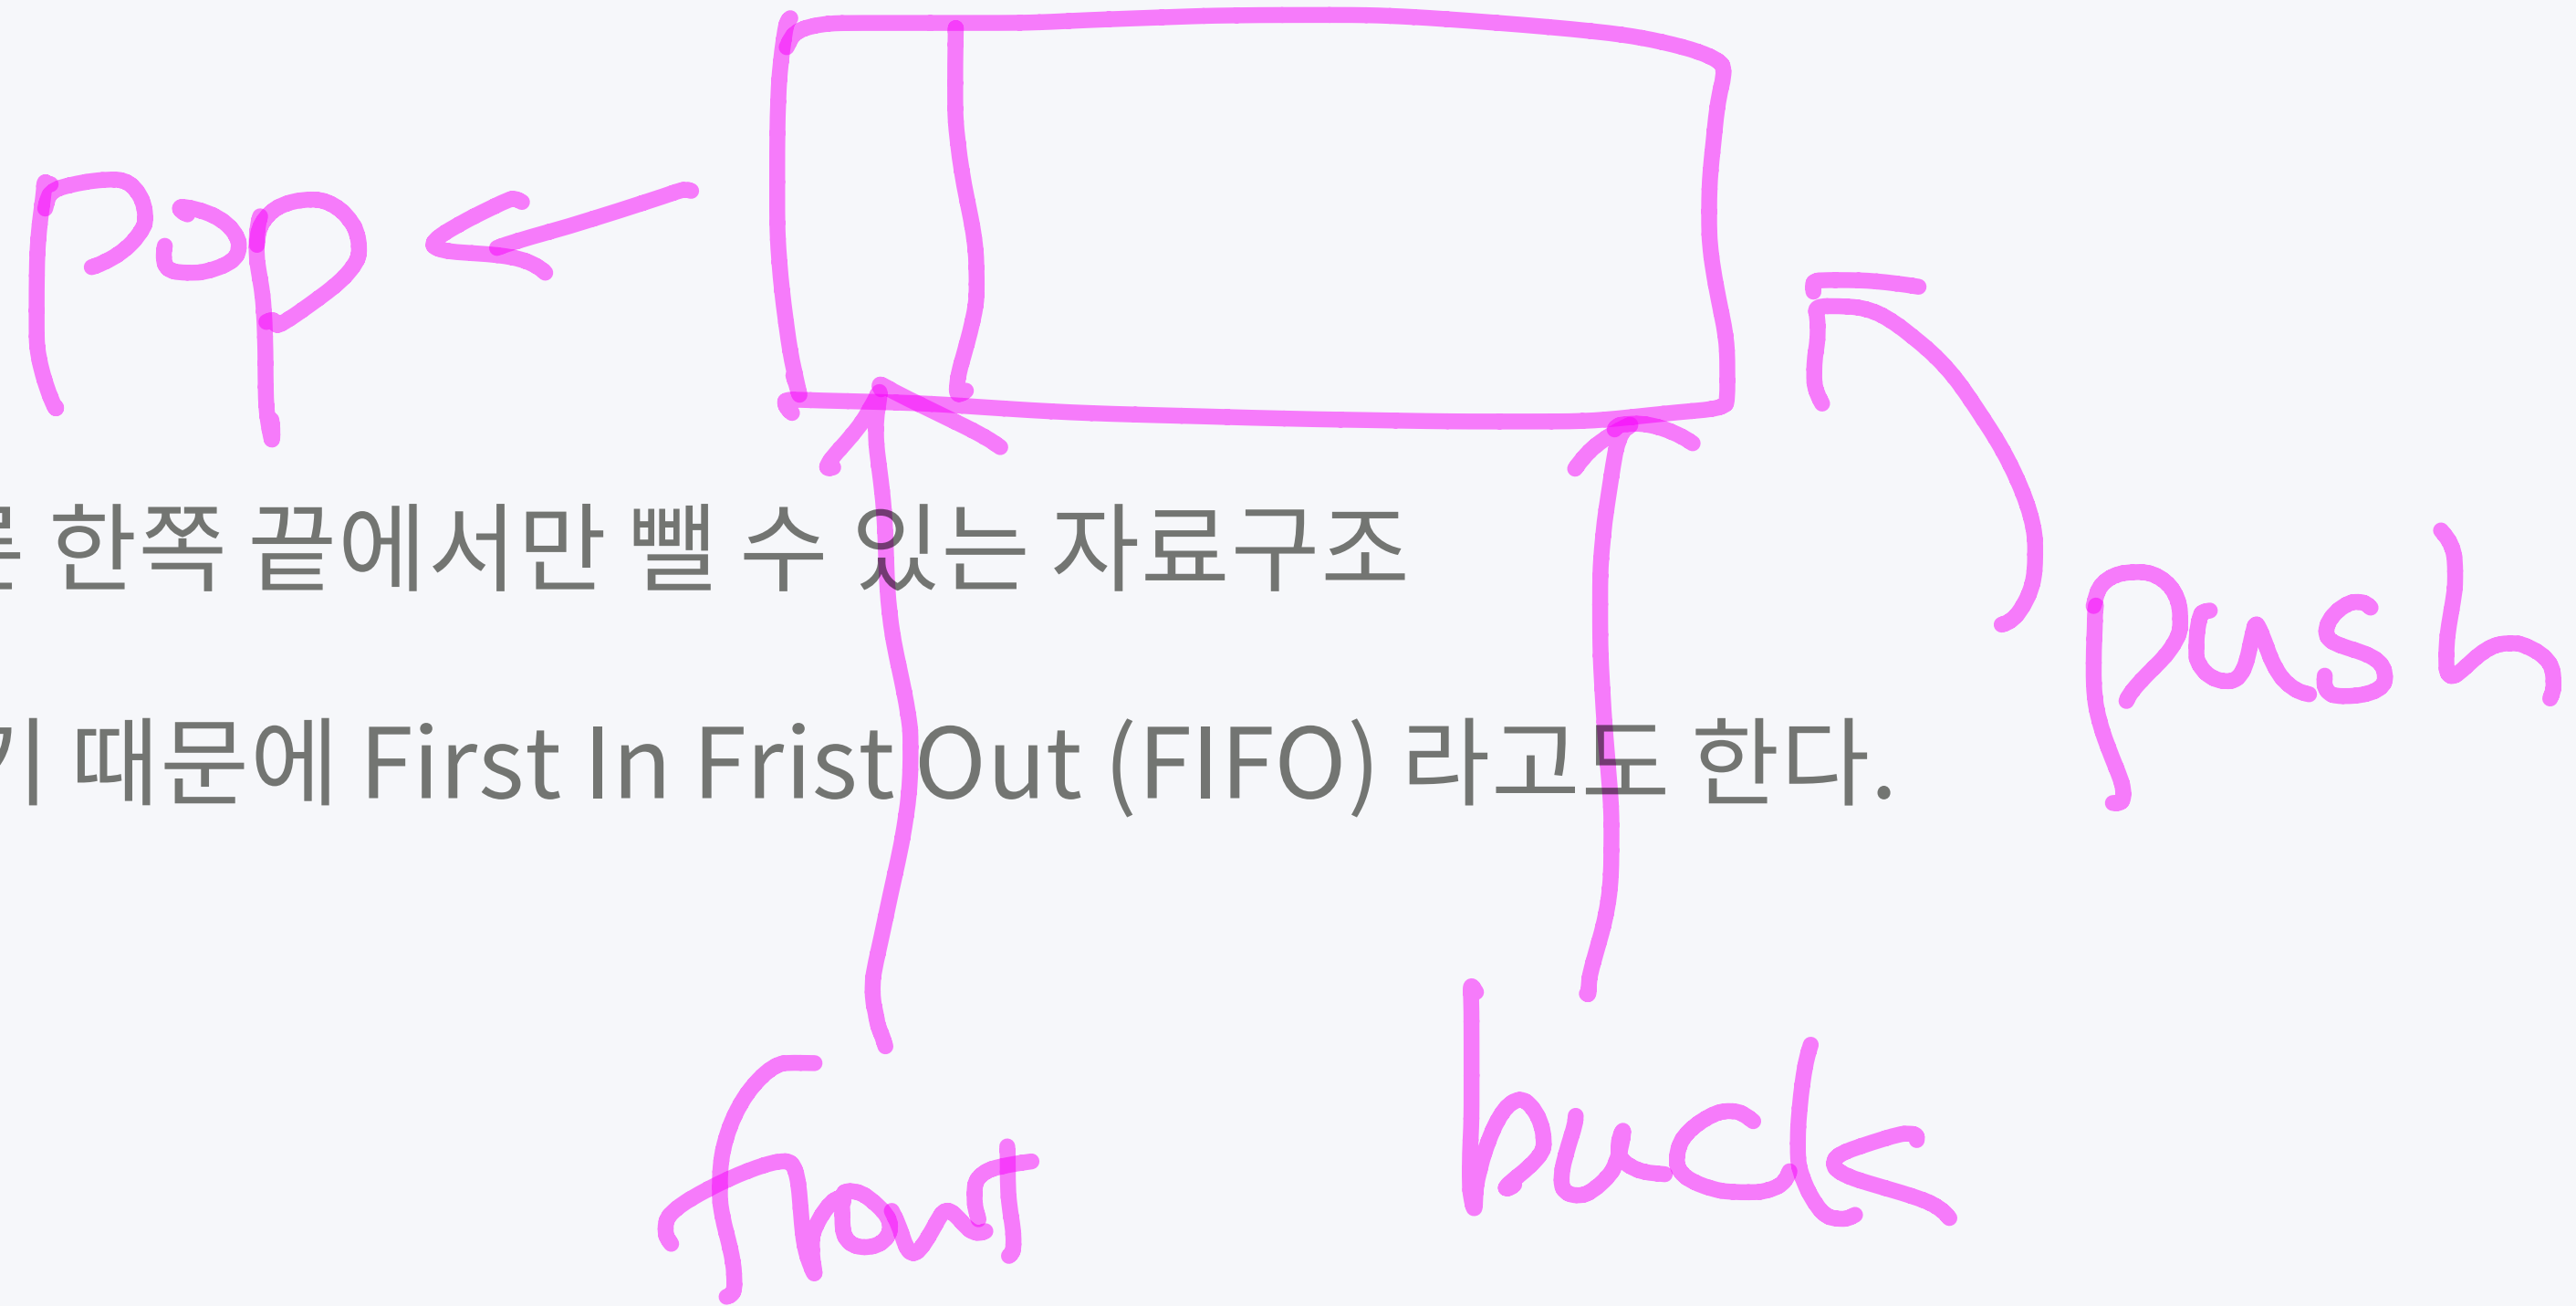 pop
push
한쪽 끝에서만 뺄 수 있는 자료구조
기 때문에 First In Frist Out (FIFO) 라고도 한다.
front
back